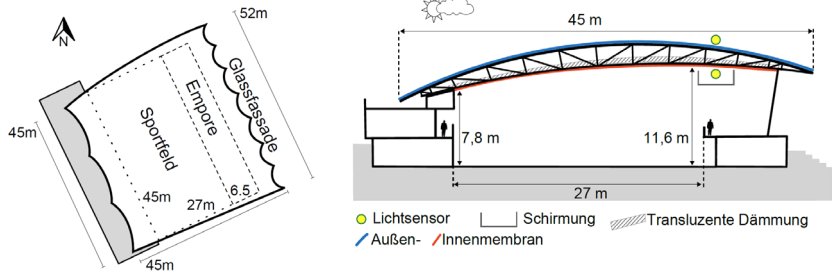 52m
N
Glassfassade
Empore
Sportfeld
45m
45m
27m
6.5
45m
45 m
7,8 m
11,6 m
27 m
Lichtsensor
Schirmung
Transluzente Dämmung
Außen-
Innenmembran